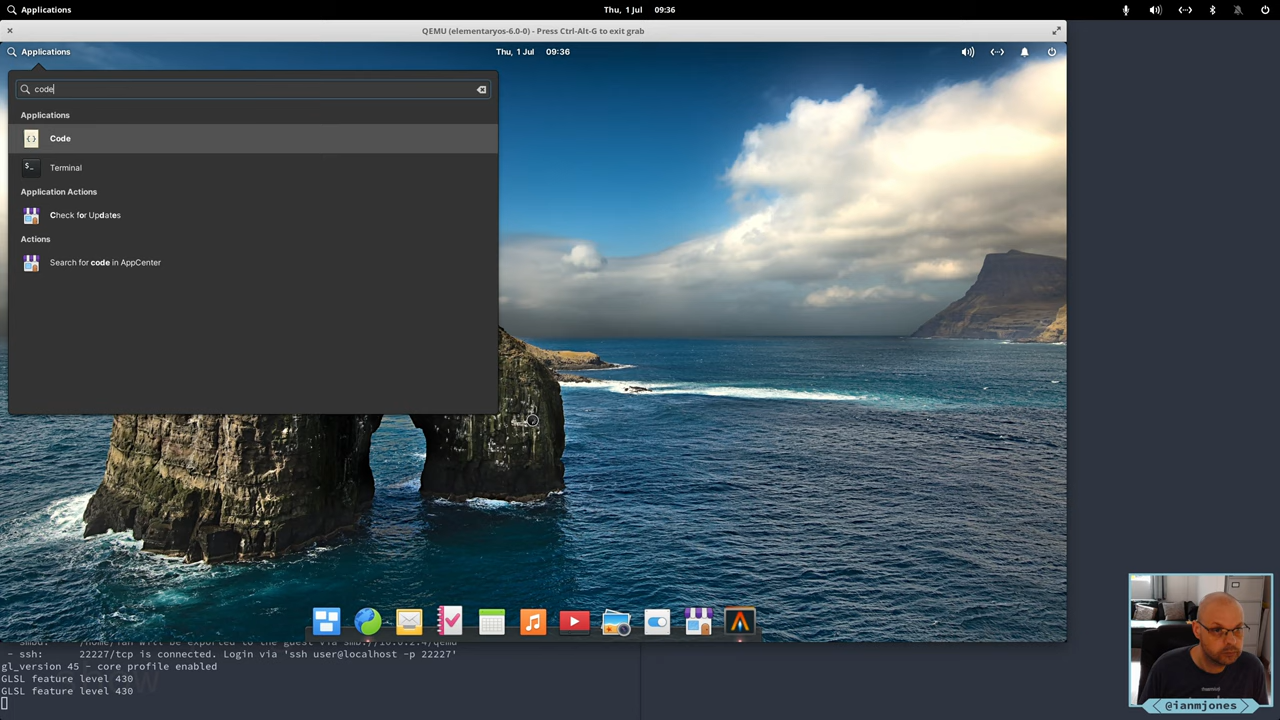 Applications
Thu, 1 Jul 09:36
QEMU (elementaryos-6.0-0) - Press Ctrl-Alt-G to exit grab
Applications
Thu, 1 Jul 09:36
code
Applications
Code
Terminal
Application Actions
Check for Updates
Actions
Search for code in AppCenter
- ssh: 22227/tcp is connected. Login via 'ssh user@localhost -p 22227'
gl_version 45 - core profile enabled
GLSL feature level 430
GLSL feature level 430
@ianmjones